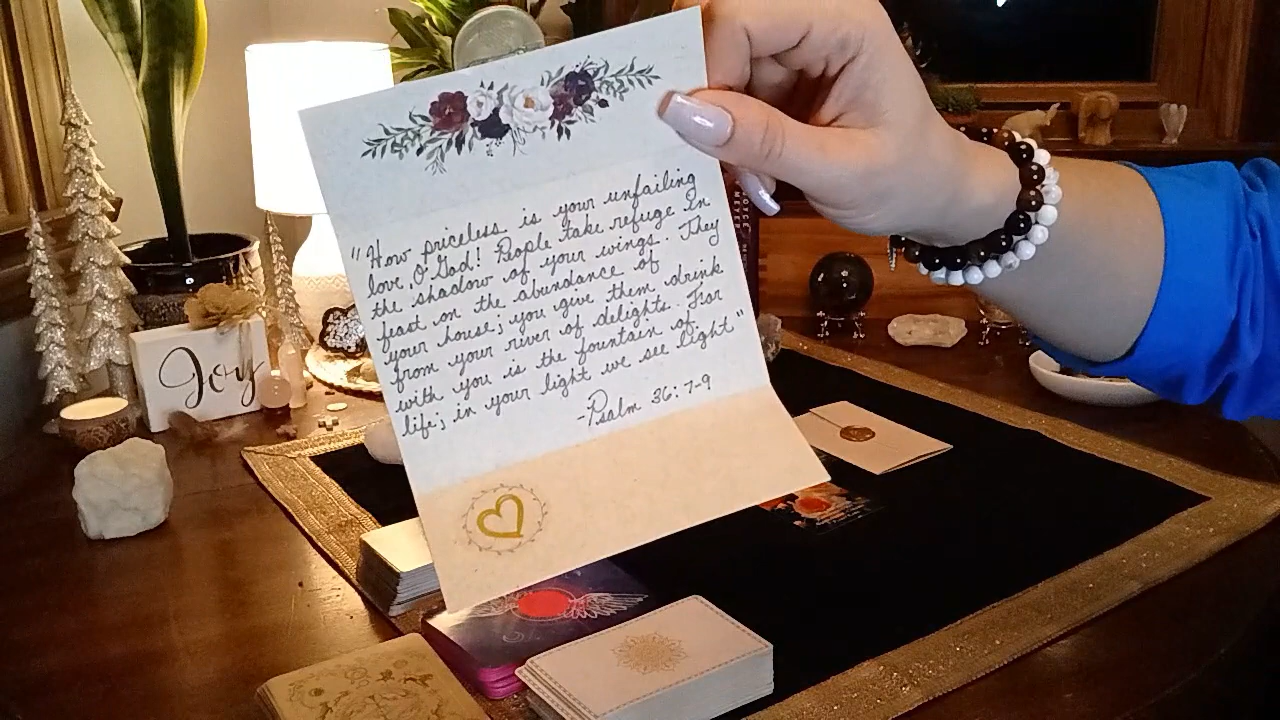 "How priceless is your unfailing
love, O God! People take refuge in
the shadow of your wings. They
feast on the abundance of
your house; you give them drink
from your river of delights. For
with you is the fountain of
life; in your light we see light"
-Psalm 36:7-9
Joy
JOYCE
MEYER